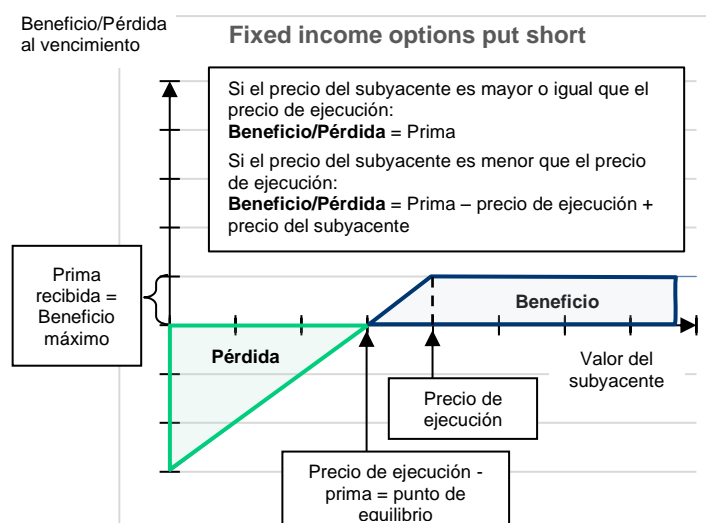 Beneficio/Pérdida
al vencimiento
Fixed income options put short
Si el precio del subyacente es mayor o igual que el
precio de ejecución:
Beneficio/Pérdida = Prima
Si el precio del subyacente es menor que el precio
de ejecución:
Beneficio/Pérdida = Prima – precio de ejecución +
precio del subyacente
Prima
recibida =
Beneficio
máximo
Beneficio
Pérdida
Valor del
subyacente
Precio de
ejecución
Precio de ejecución -
prima = punto de
equilibrio